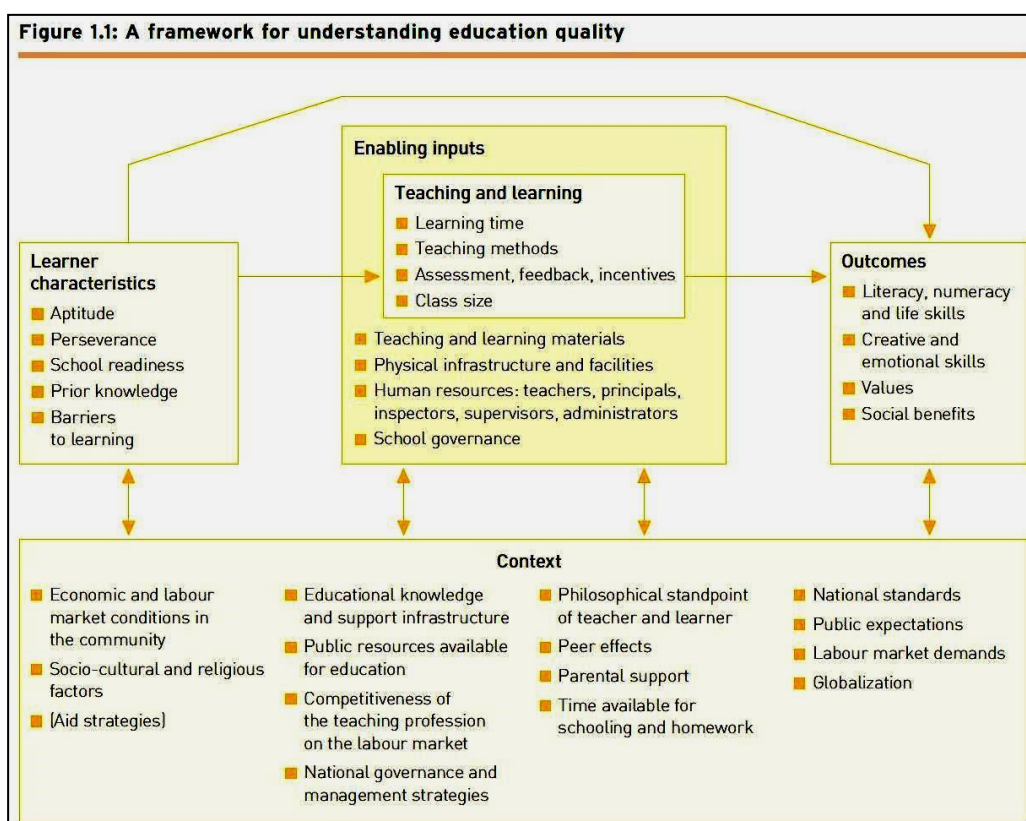 Figure 1.1: A framework for understanding education quality
Enabling inputs
Teaching and learning
Learning time
Teaching methods
Assessment, feedback, incentives
Class size
Teaching and learning materials
Physical infrastructure and facilities
Human resources: teachers, principals,
inspectors, supervisors, administrators
School governance
Learner
characteristics
Aptitude
Perseverance
School readiness
Prior knowledge
Barriers
to learning
Outcomes
Literacy, numeracy
and life skills
Creative and
emotional skills
Values
Social benefits
Context
Economic and labour
market conditions in
the community
Socio-cultural and religious
factors
(Aid strategies)
Educational knowledge
and support infrastructure
Public resources available
for education
Competitiveness of
the teaching profession
on the labour market
National governance and
management strategies
Philosophical standpoint
of teacher and learner
Peer effects
Parental support
Time available for
schooling and homework
National standards
Public expectations
Labour market demands
Globalization